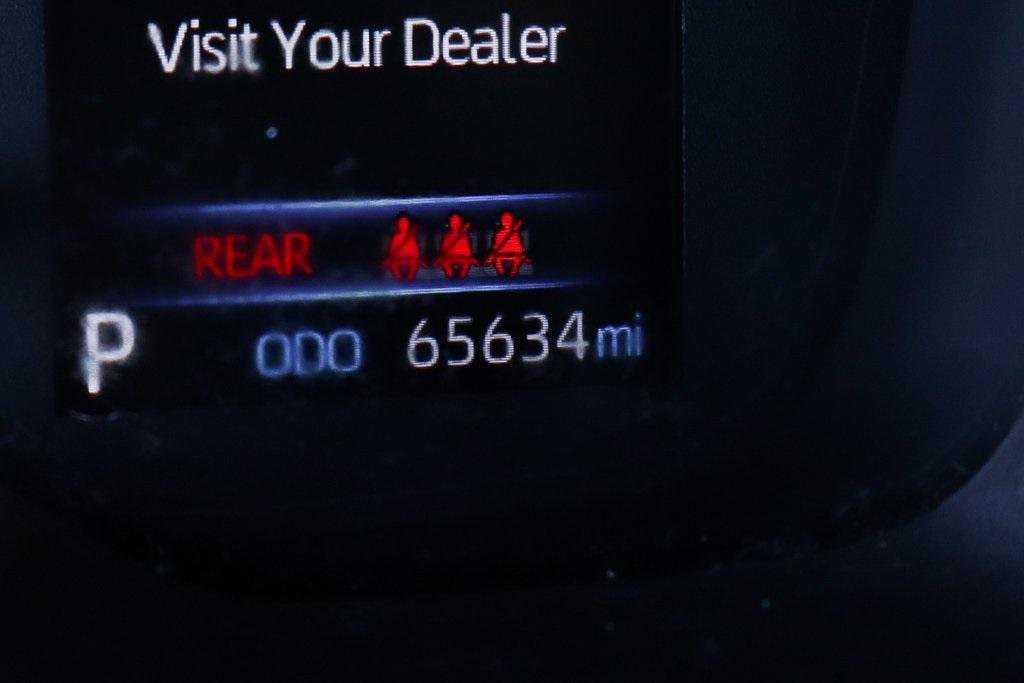 Visit Your Dealer
REAR
P ODO 65634 mi